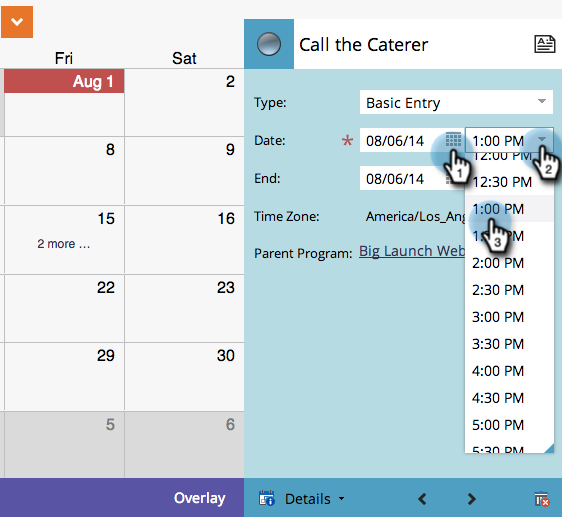 Call the Caterer
Fri Sat
Aug 1 2
8 9
15 16
2 more ...
22 23
29 30
5 6
Type: Basic Entry
Date: * 08/06/14 1:00 PM
End: 08/06/14
Time Zone: America/Los_Ang
Parent Program: Big Launch Web
12:00 PM
12:30 PM
1:00 PM
2:00 PM
2:30 PM
3:00 PM
3:30 PM
4:00 PM
4:30 PM
5:00 PM
5:30 PM
1
2
3
Overlay
Details